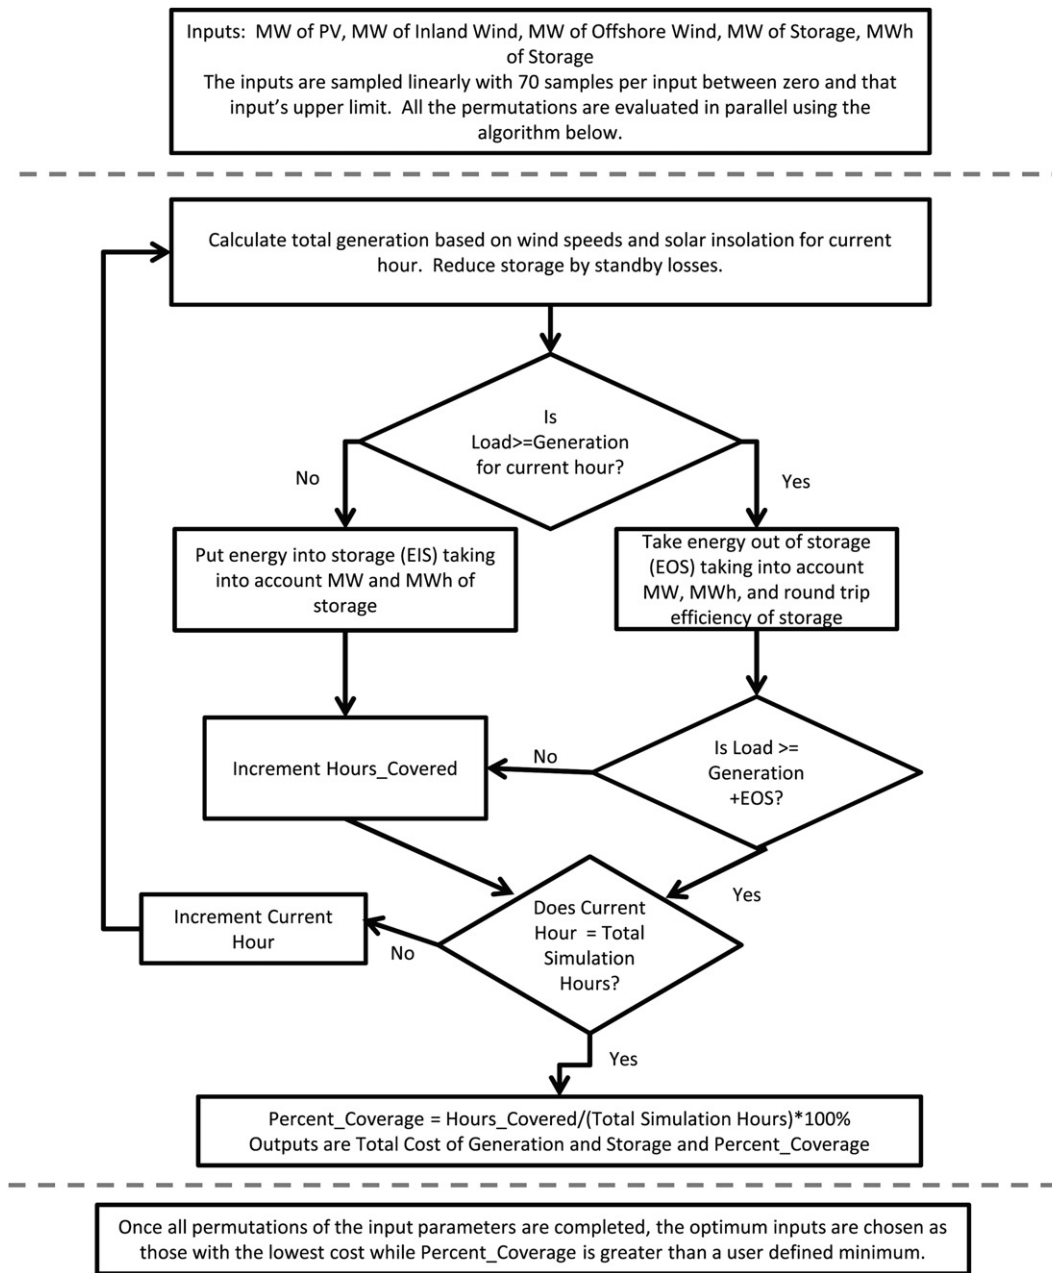 Inputs:  MW of PV, MW of Inland Wind, MW of Offshore Wind, MW of Storage, MWh
of Storage
The inputs are sampled linearly with 70 samples per input between zero and that
input's upper limit.  All the permutations are evaluated in parallel using the
algorithm below.
Calculate total generation based on wind speeds and solar insolation for current
hour.  Reduce storage by standby losses.
Is
Load>=Generation
for current hour?
No
Yes
Put energy into storage (EIS) taking
into account MW and MWh of
storage
Take energy out of storage
(EOS) taking into account
MW, MWh, and round trip
efficiency of storage
Increment Hours_Covered
No
Is Load >=
Generation
+EOS?
Yes
Increment Current
Hour
No
Does Current
Hour  = Total
Simulation
Hours?
Yes
Percent_Coverage = Hours_Covered/(Total Simulation Hours)*100%
Outputs are Total Cost of Generation and Storage and Percent_Coverage
Once all permutations of the input parameters are completed, the optimum inputs are chosen as
those with the lowest cost while Percent_Coverage is greater than a user defined minimum.